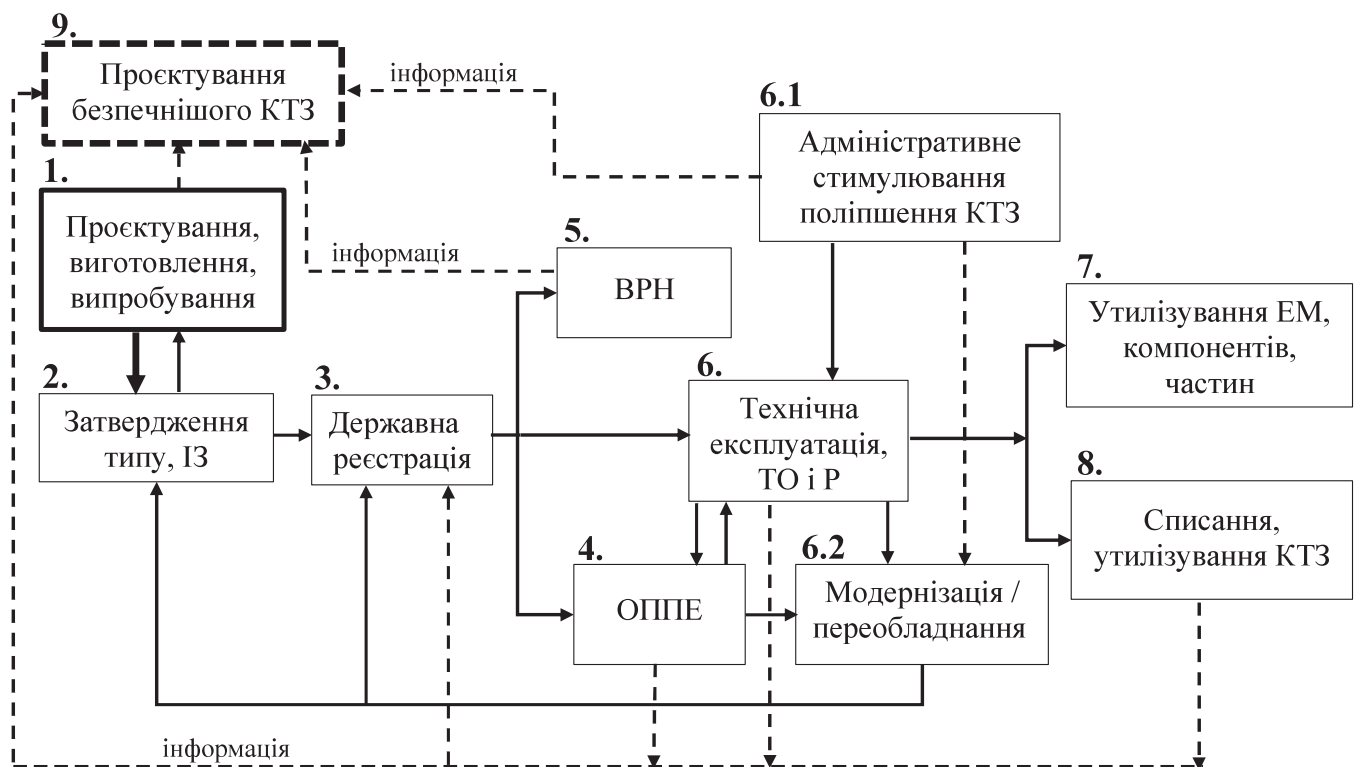 9.
Проєктування
безпечнішого КТЗ
інформація
6.1
Адміністративне
стимулювання
поліпшення КТЗ
1.
Проєктування,
виготовлення,
випробування
інформація
5.
ВРН
7.
Утилізування ЕМ,
компонентів,
частин
2.
Затвердження
типу, ІЗ
3.
Державна
реєстрація
6.
Технічна
експлуатація,
ТО і Р
8.
Списання,
утилізування КТЗ
4.
ОППЕ
6.2
Модернізація /
переобладнання
інформація